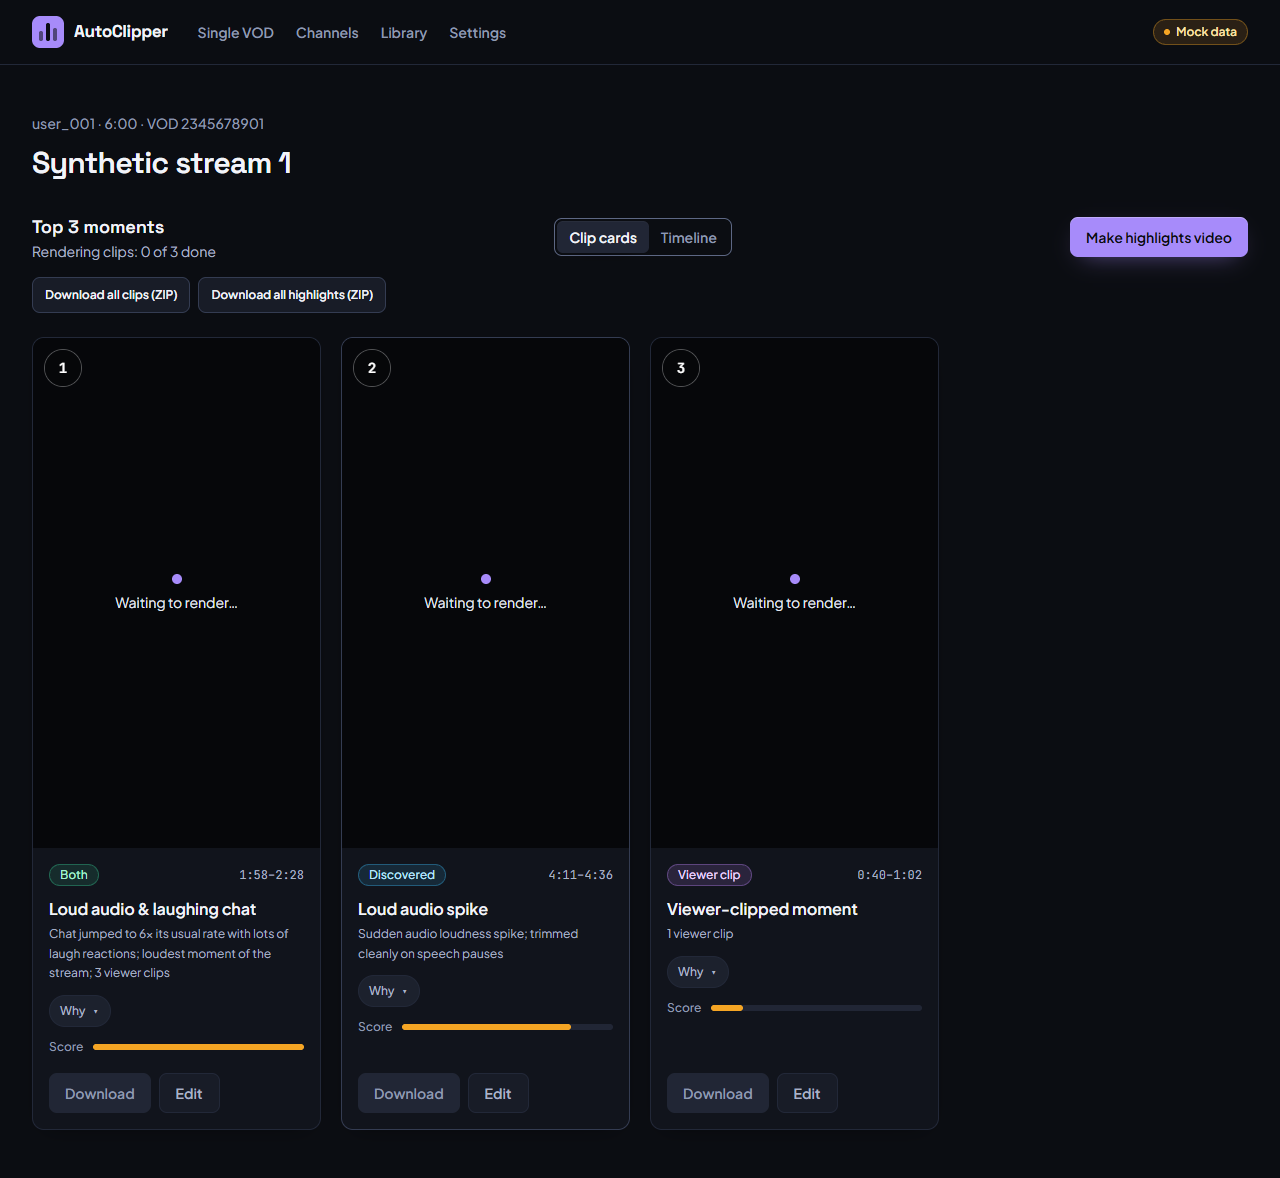 AutoClipper
Single VOD
Channels
Library
Settings
Mock data
user_001 · 6:00 · VOD 2345678901
Synthetic stream 1
Top 3 moments
Rendering clips: 0 of 3 done
Clip cards
Timeline
Make highlights video
Download all clips (ZIP)
Download all highlights (ZIP)
1
Waiting to render…
Both
1:58–2:28
Loud audio & laughing chat
Chat jumped to 6× its usual rate with lots of
laugh reactions; loudest moment of the
stream; 3 viewer clips
Why
Score
Download
Edit
2
Waiting to render…
Discovered
4:11–4:36
Loud audio spike
Sudden audio loudness spike; trimmed
cleanly on speech pauses
Why
Score
Download
Edit
3
Waiting to render…
Viewer clip
0:40–1:02
Viewer-clipped moment
1 viewer clip
Why
Score
Download
Edit